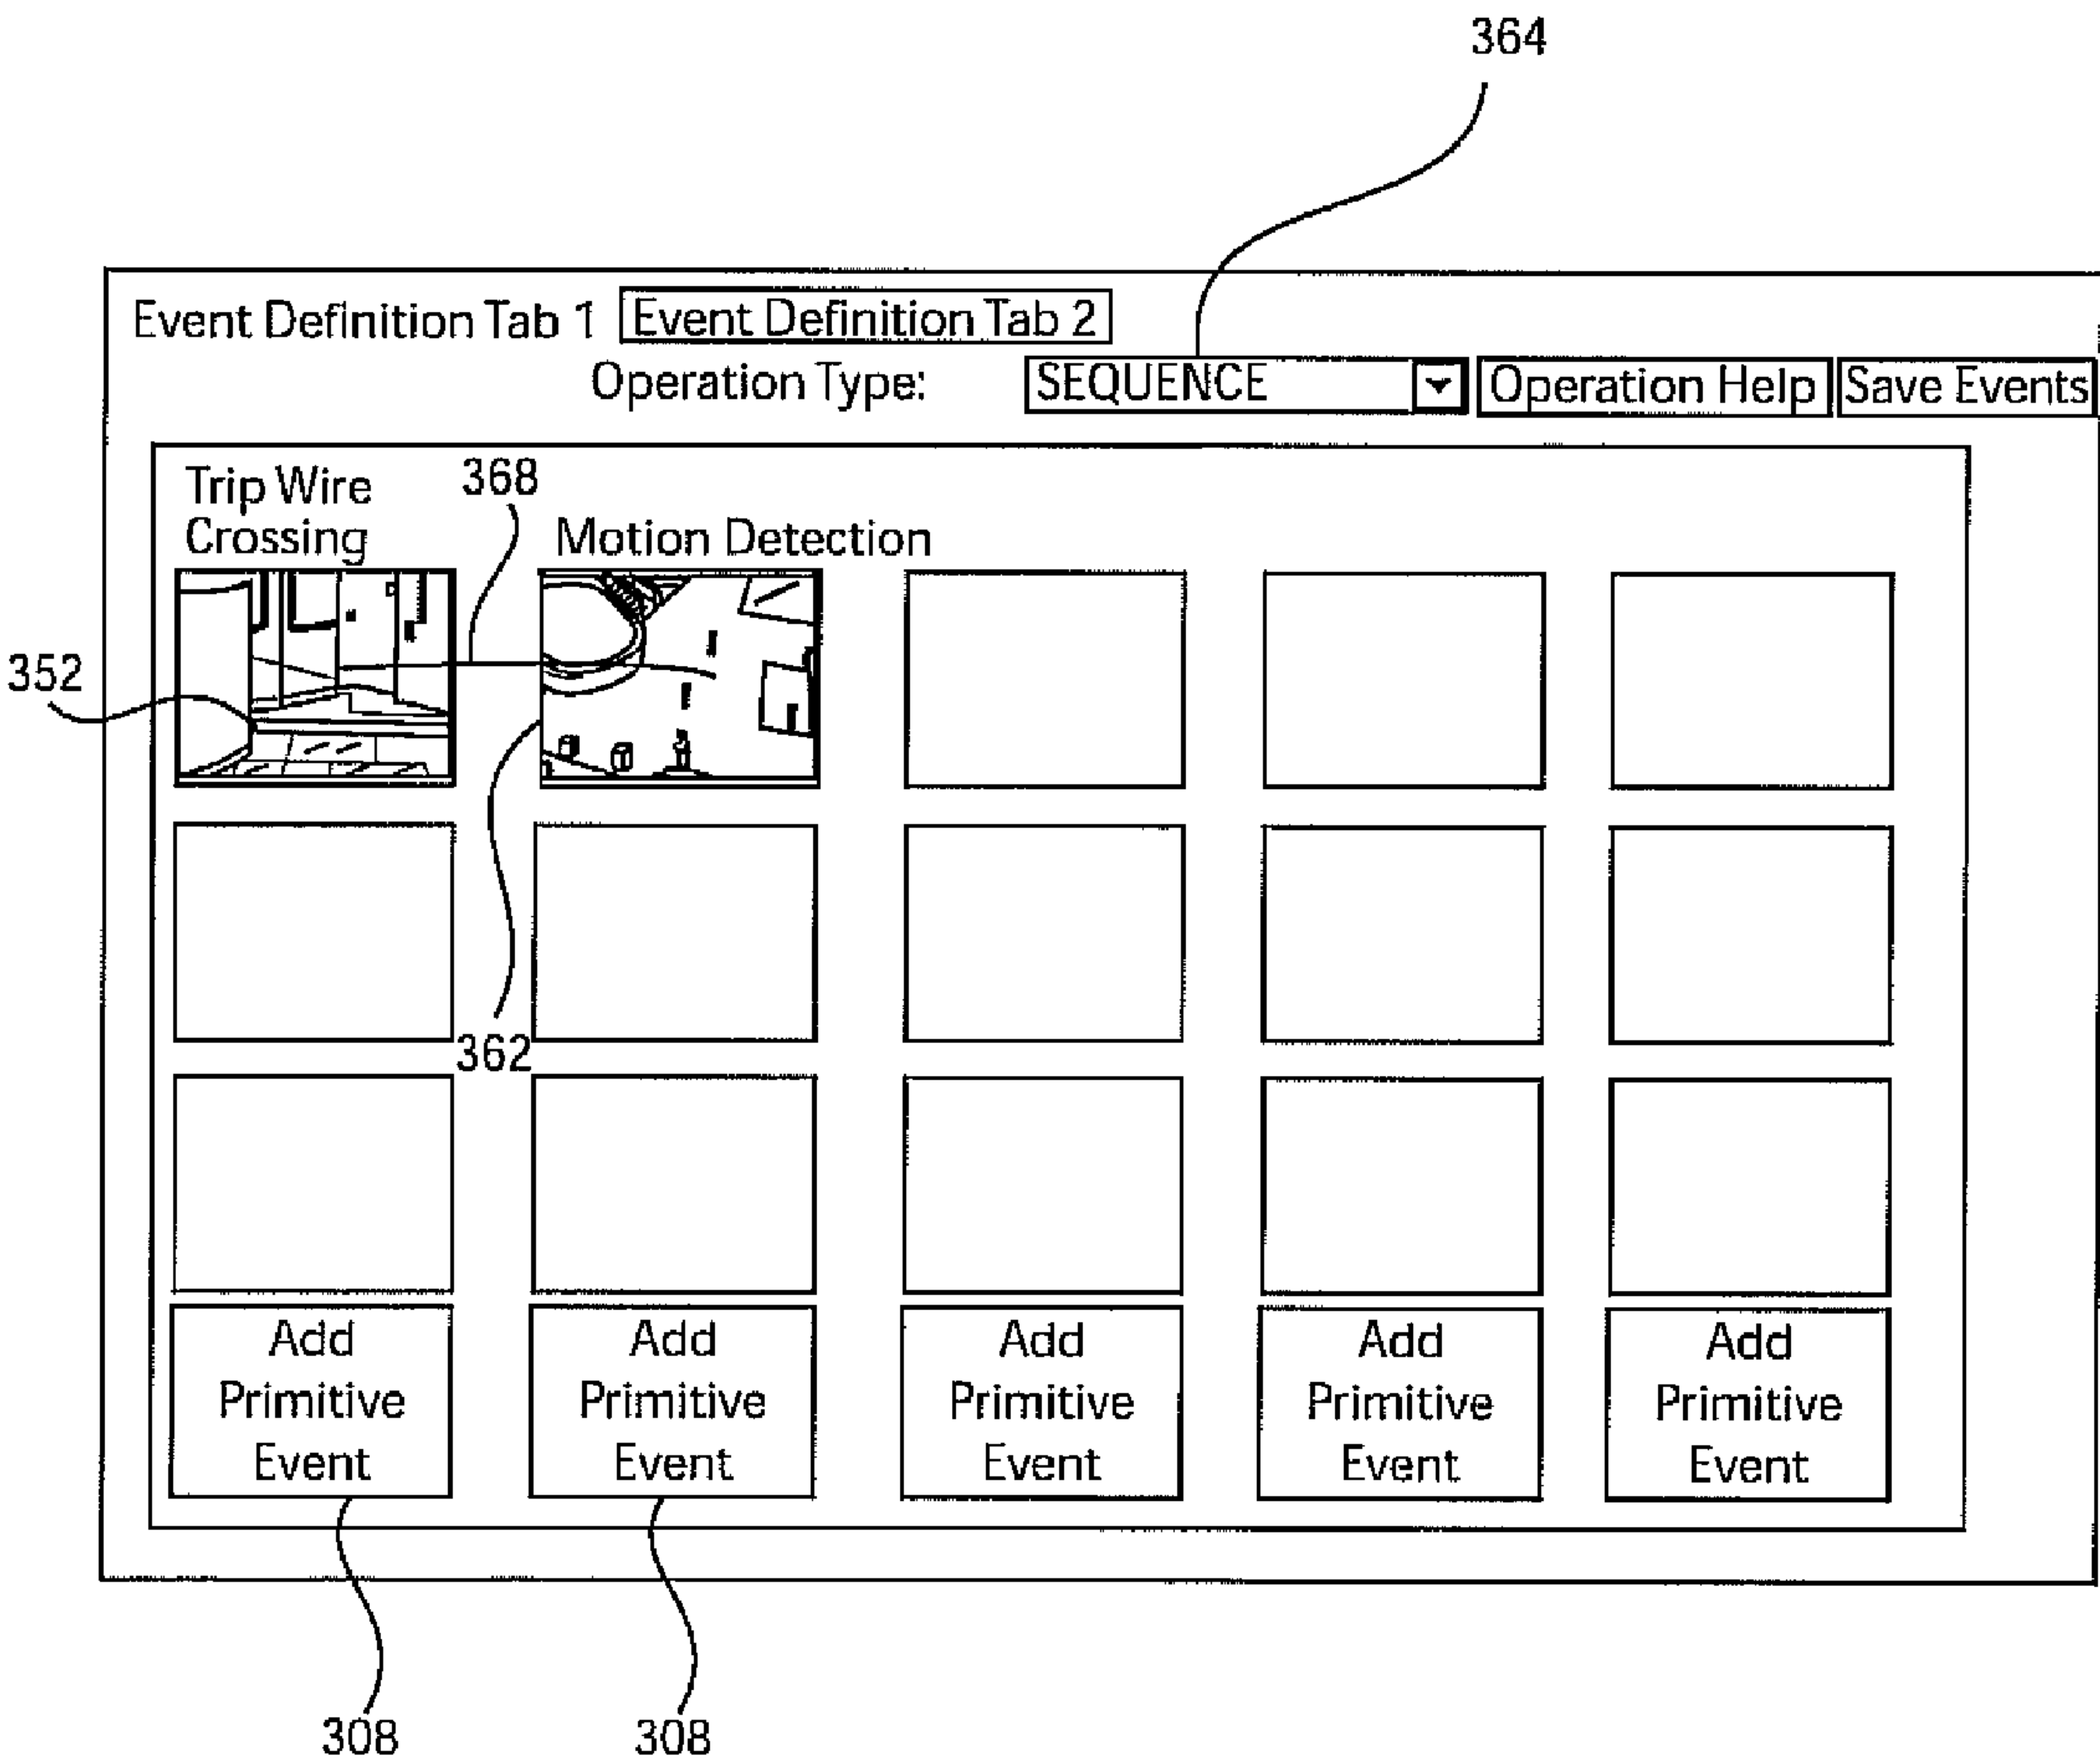 364
Event Definition Tab 1 Event Definition Tab 2
Operation Type: SEQUENCE Operation Help Save Events
Trip Wire
Crossing
368
Motion Detection
352
362
Add
Primitive
Event
Add
Primitive
Event
Add
Primitive
Event
Add
Primitive
Event
Add
Primitive
Event
308
308